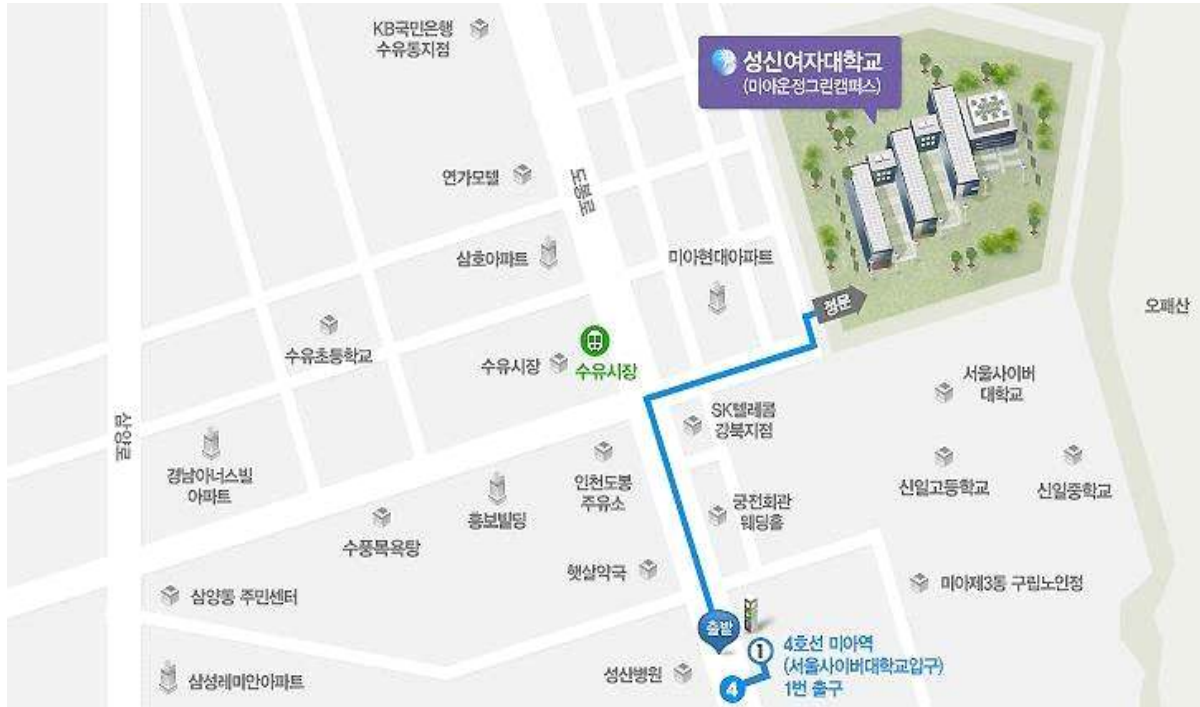 KB국민은행
수유동지점
성신여자대학교
(미아운정그린캠퍼스)
연가모텔
도봉로
삼호아파트
미아현대아파트
정문
오패산
수유초등학교
수유시장
수유시장
서울사이버
대학교
SK텔레콤
강북지점
삼양로
경남아너스빌
아파트
인천도봉
주유소
신일고등학교
신일중학교
홍보빌딩
궁전회관
웨딩홀
수풍목욕탕
햇살약국
미아제3동 구립노인정
삼양동 주민센터
출발
1
4호선 미아역
(서울사이버대학교입구)
1번 출구
4
성산병원
삼성레미안아파트